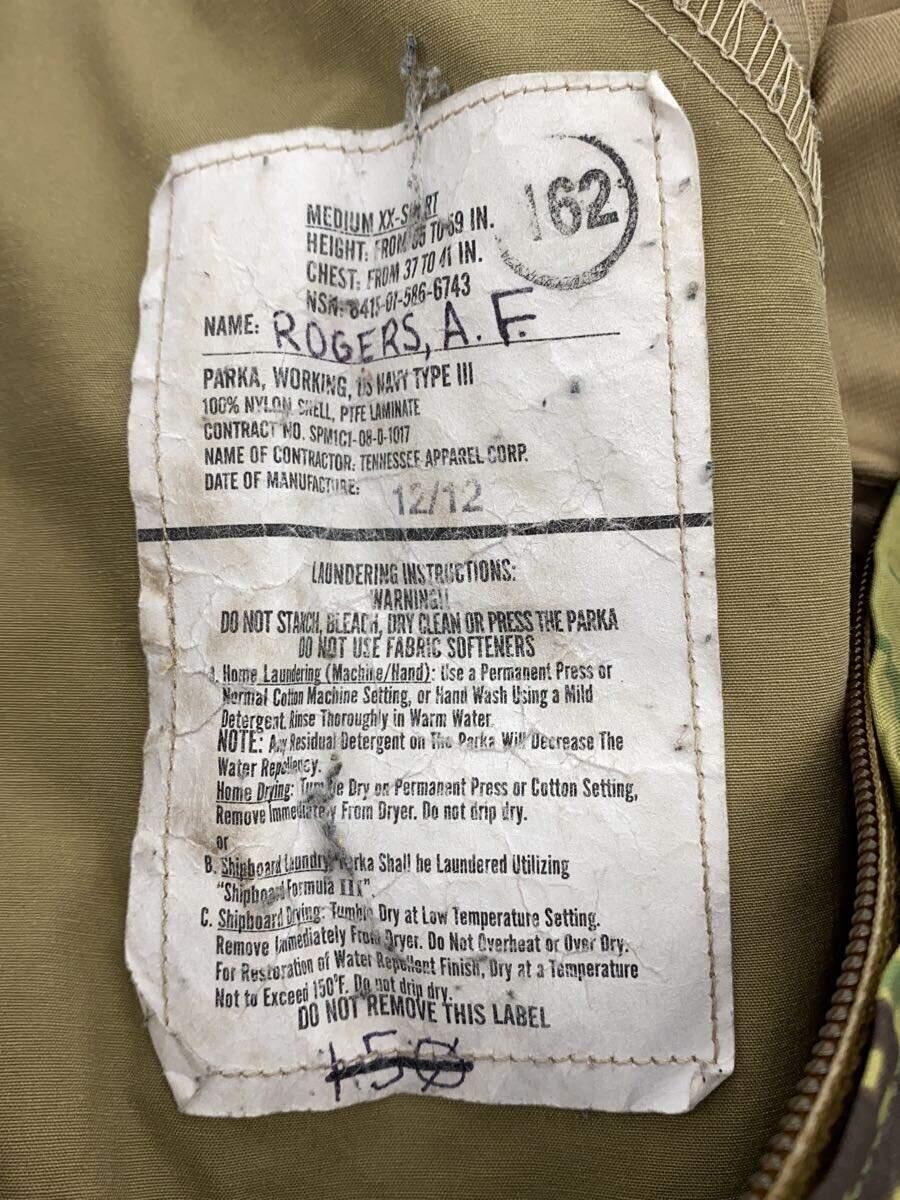 162
MEDIUM XX-SHORT
HEIGHT: FROM TO 69 IN.
CHEST: FROM 37 TO 41 IN.
NSN: 8415-01-586-6743
NAME: ROGERS, A. F.
PARKA, WORKING, US NAVY TYPE III
100% NYLON SHELL, PTFE LAMINATE
CONTRACT NO. SPM1C1-08-D-1017
NAME OF CONTRACTOR: TENNESSEE APPAREL CORP.
DATE OF MANUFACTURE: 12/12
LAUNDERING INSTRUCTIONS:
WARNING!!
DO NOT STARCH, BLEACH, DRY CLEAN OR PRESS THE PARKA
DO NOT USE FABRIC SOFTENERS
Home Laundering (Machine/Hand): Use a Permanent Press or
Normal Cotton Machine Setting, or Hand Wash Using a Mild
Detergent. Rinse Thoroughly in Warm Water.
NOTE: Any Residual Detergent on The Parka Will Decrease The
Water Repellency.
Home Drying: Tumble Dry on Permanent Press or Cotton Setting,
Remove Immediately From Dryer. Do not drip dry.
or
B. Shipboard Laundry: Parka Shall be Laundered Utilizing
"Shipboard Formula III".
C. Shipboard Drying: Tumble Dry at Low Temperature Setting.
Remove Immediately From Dryer. Do Not Overheat or Over Dry.
For Restoration of Water Repellent Finish, Dry at a Temperature
Not to Exceed 150°F. Do not drip dry.
DO NOT REMOVE THIS LABEL